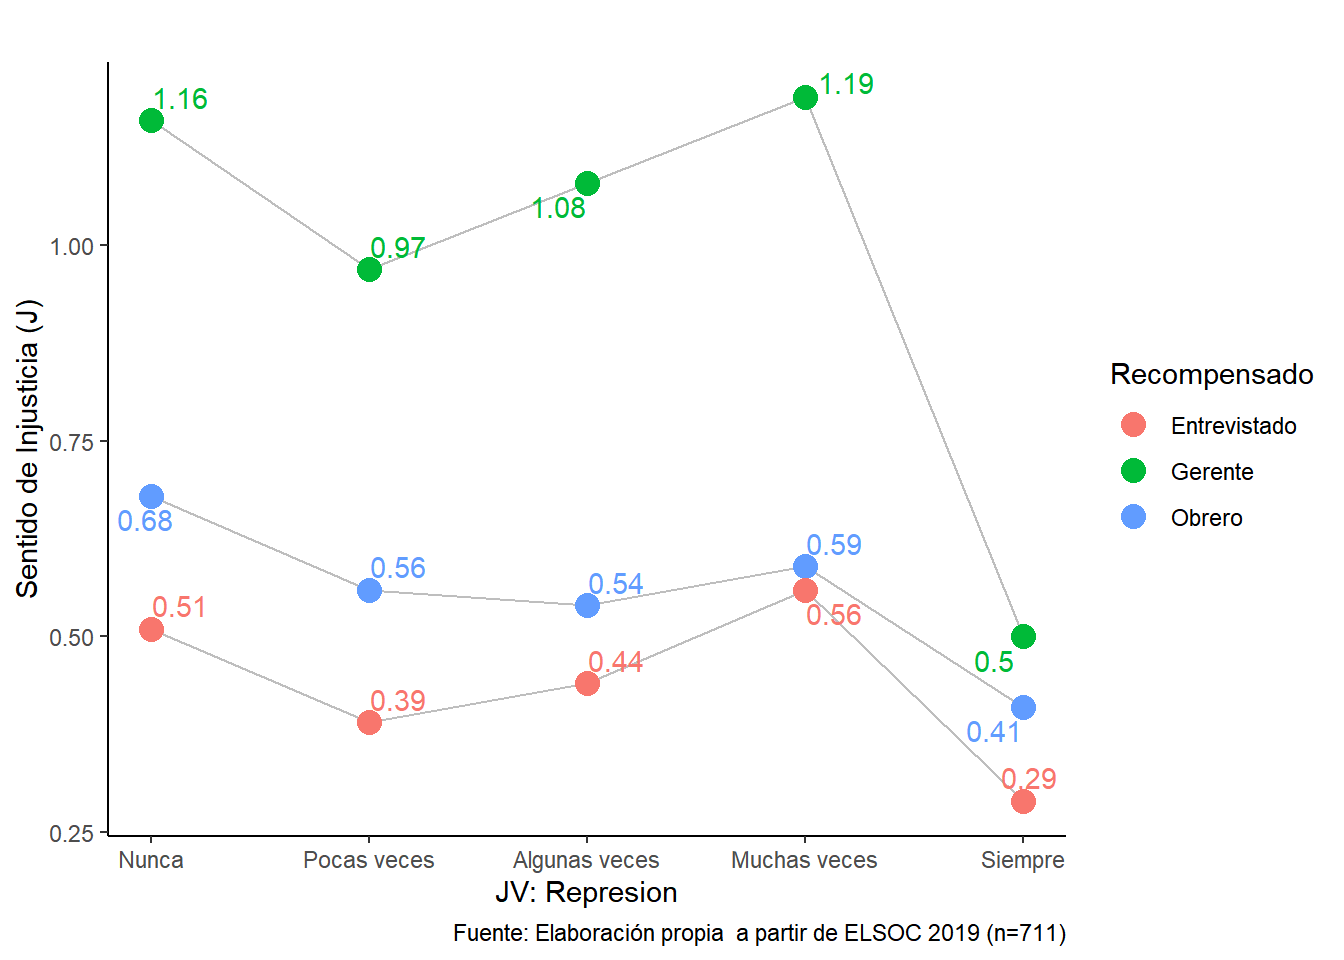 1.16
1.19
0.97
1.08
1.00
0.75
0.50
0.25
Sentido de Injusticia (J)
0.68
0.56
0.54
0.59
0.51
0.39
0.44
0.56
0.5
0.41
0.29
Nunca
Pocas veces
Algunas veces
Muchas veces
Siempre
JV: Represion
Fuente: Elaboración propia  a partir de ELSOC 2019 (n=711)
Recompensado
Entrevistado
Gerente
Obrero